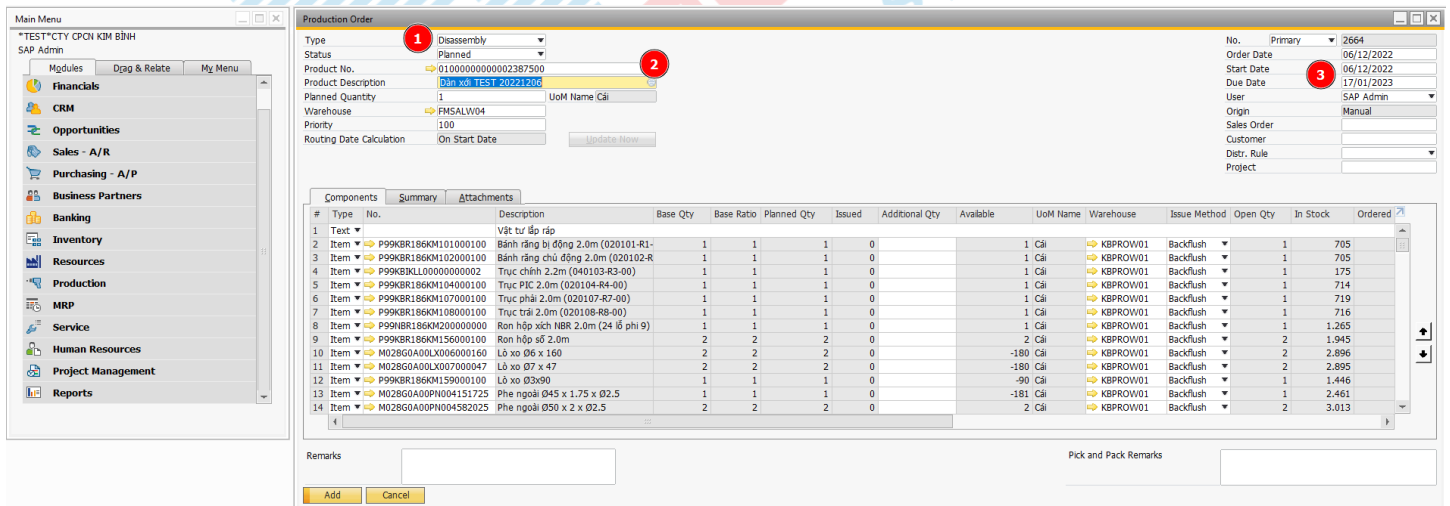 Main Menu
*TEST*CTY CPCN KIM BÌNH
SAP Admin
Modules Drag & Relate My Menu
Financials
CRM
Opportunities
Sales - A/R
Purchasing - A/P
Business Partners
Banking
Inventory
Resources
Production
MRP
Service
Human Resources
Project Management
Reports
Production Order
Type Disassembly
1
Status Planned
Product No. 01000000000002387500
2
Product Description Dàn xới TEST 20221206
Planned Quantity 1 UoM Name Cái
Warehouse FMSALW04
Priority 100
Routing Date Calculation On Start Date Update Now
No. Primary 2664
Order Date 06/12/2022
Start Date 06/12/2022
3
Due Date 17/01/2023
User SAP Admin
Origin Manual
Sales Order
Customer
Distr. Rule
Project
Components Summary Attachments
# Type No. Description Base Qty Base Ratio Planned Qty Issued Additional Qty Available UoM Name Warehouse Issue Method Open Qty In Stock Ordered
1 Text Vật tư lắp ráp
2 Item P99KBR186KM101000100 Bánh răng bị động 2.0m (020101-R1- 1 1 1 0 1 Cái KBPROW01 Backflush 1 705
3 Item P99KBR186KM102000100 Bánh răng chủ động 2.0m (020102-R 1 1 1 0 1 Cái KBPROW01 Backflush 1 705
4 Item P99KBIKLL00000000002 Trục chính 2.2m (040103-R3-00) 1 1 1 0 1 Cái KBPROW01 Backflush 1 175
5 Item P99KBR186KM104000100 Trục PIC 2.0m (020104-R4-00) 1 1 1 0 1 Cái KBPROW01 Backflush 1 714
6 Item P99KBR186KM107000100 Trục phải 2.0m (020107-R7-00) 1 1 1 0 1 Cái KBPROW01 Backflush 1 719
7 Item P99KBR186KM108000100 Trục trái 2.0m (020108-R8-00) 1 1 1 0 1 Cái KBPROW01 Backflush 1 716
8 Item P99NBR186KM200000000 Ron hộp xích NBR 2.0m (24 lỗ phi 9) 1 1 1 0 1 Cái KBPROW01 Backflush 1 1.265
9 Item P99KBR186KM156000100 Ron hộp số 2.0m 2 2 2 0 2 Cái KBPROW01 Backflush 2 1.945
10 Item M028G0A00LX006000160 Lò xo Ø6 x 160 2 2 2 0 -180 Cái KBPROW01 Backflush 2 2.896
11 Item M028G0A00LX007000047 Lò xo Ø7 x 47 2 2 2 0 -180 Cái KBPROW01 Backflush 2 2.895
12 Item P99KBR186KM159000100 Lò xo Ø3x90 1 1 1 0 -90 Cái KBPROW01 Backflush 1 1.446
13 Item M028G0A00PN004151725 Phe ngoài Ø45 x 1.75 x Ø2.5 1 1 1 0 -181 Cái KBPROW01 Backflush 1 2.461
14 Item M028G0A00PN004582025 Phe ngoài Ø50 x 2 x Ø2.5 2 2 2 0 2 Cái KBPROW01 Backflush 2 3.013
Remarks
Pick and Pack Remarks
Add Cancel